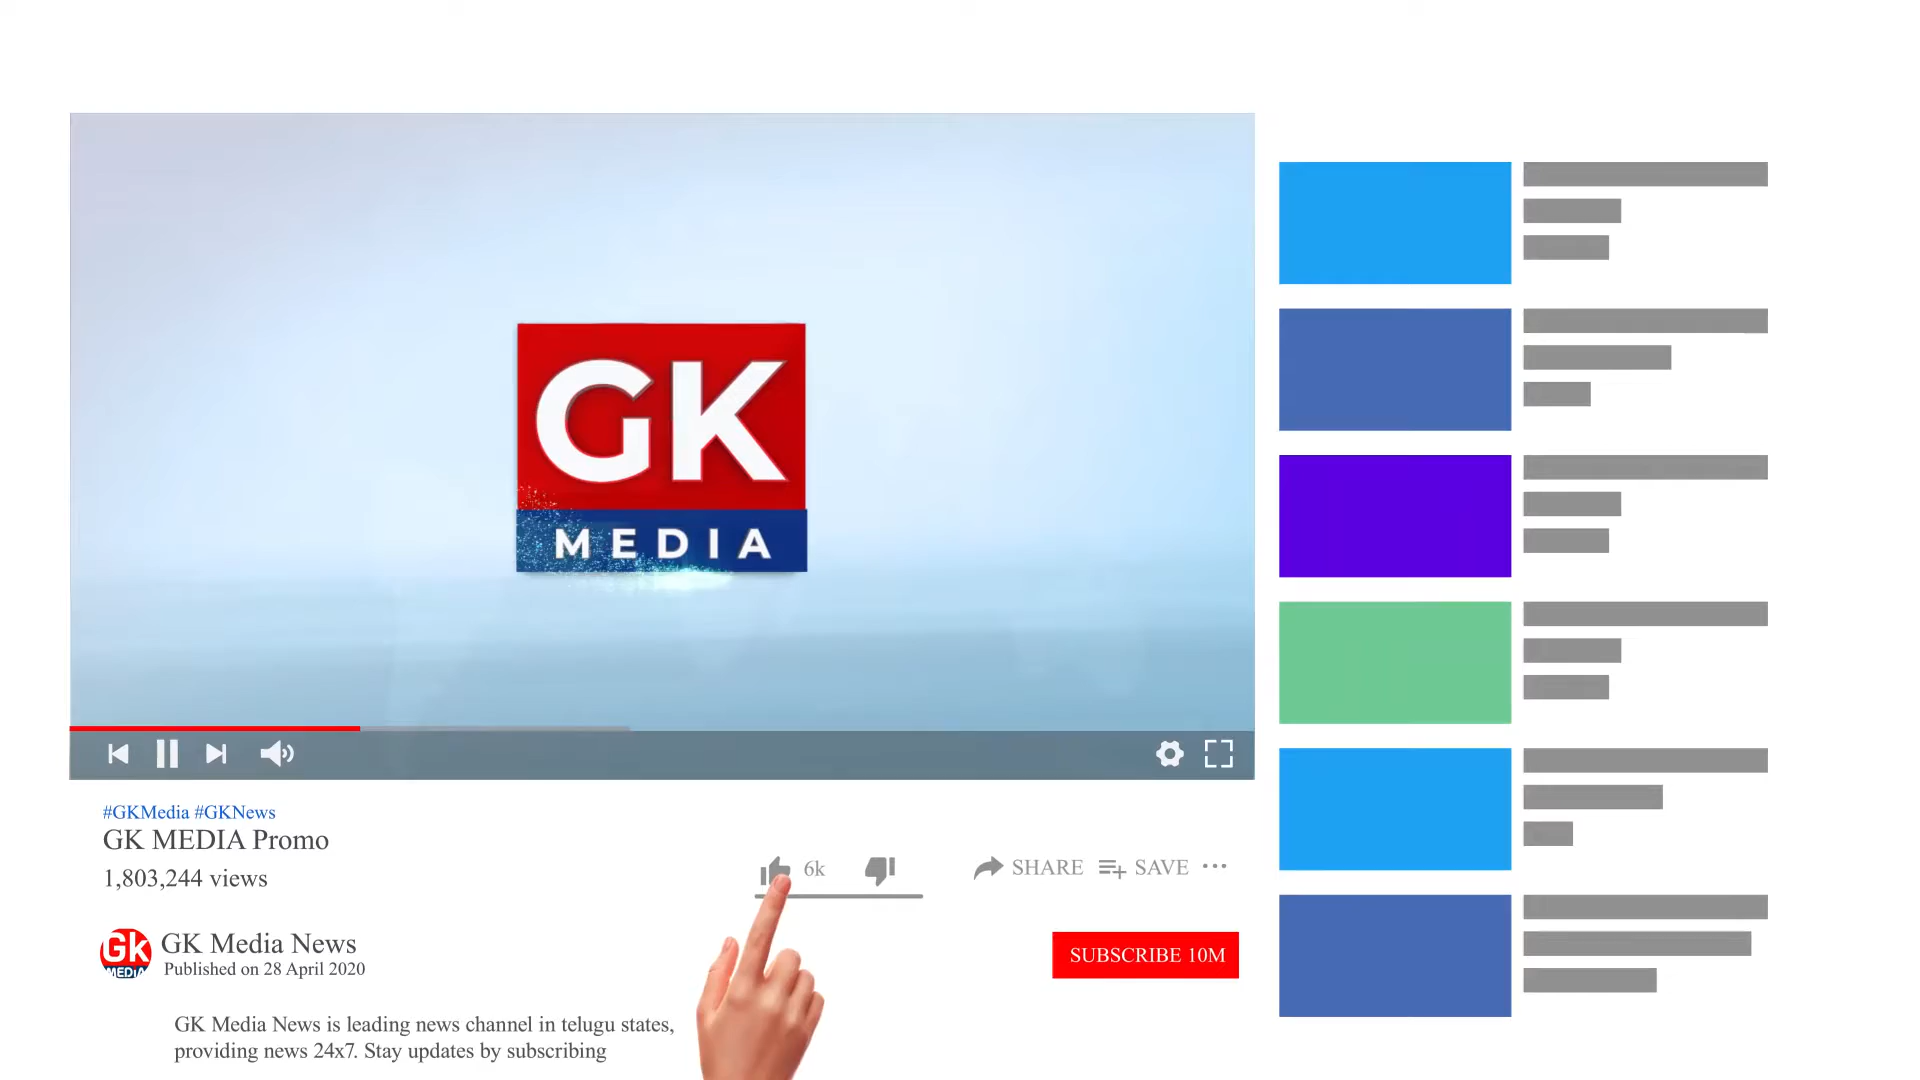 GK
MEDIA
#GKMedia #GKNews
GK MEDIA Promo
1,803,244 views
6k
SHARE
SAVE
GK
MEDIA
GK Media News
Published on 28 April 2020
SUBSCRIBE 10M
GK Media News is leading news channel in telugu states,
providing news 24x7. Stay updates by subscribing